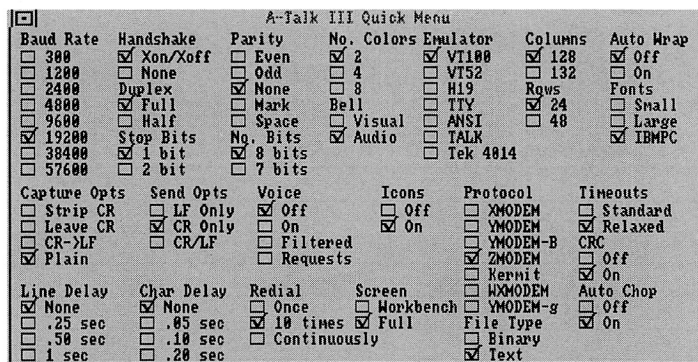 A-Talk III Quick Menu
Baud Rate Handshake Parity No. Colors Emulator Columns Auto Wrap
300 Xon/Xoff Even 2 VT100 128 Off
1200 None Odd 4 VT52 132 On
2400 Duplex None 8 H19 Rows Fonts
4800 Full Mark Bell TTY 24 Small
9600 Half Space Visual ANSI 48 Large
19200 Stop Bits No. Bits Audio TALK IBMPC
38400 1 bit 8 bits Tek 4014
57600 2 bit 7 bits
Capture Opts Send Opts Voice Icons Protocol Timeouts
Strip CR LF Only Off Off XMODEM Standard
Leave CR CR Only On On YMODEM Relaxed
CR->LF CR/LF Filtered YMODEM-B CRC
Plain Requests ZMODEM Off
Kermit On
Line Delay Char Delay Redial Screen WXMODEM Auto Chop
None None Once Workbench YMODEM-g Off
.25 sec .05 sec 10 times Full File Type On
.50 sec .10 sec Continuously Binary
1 sec .20 sec Text